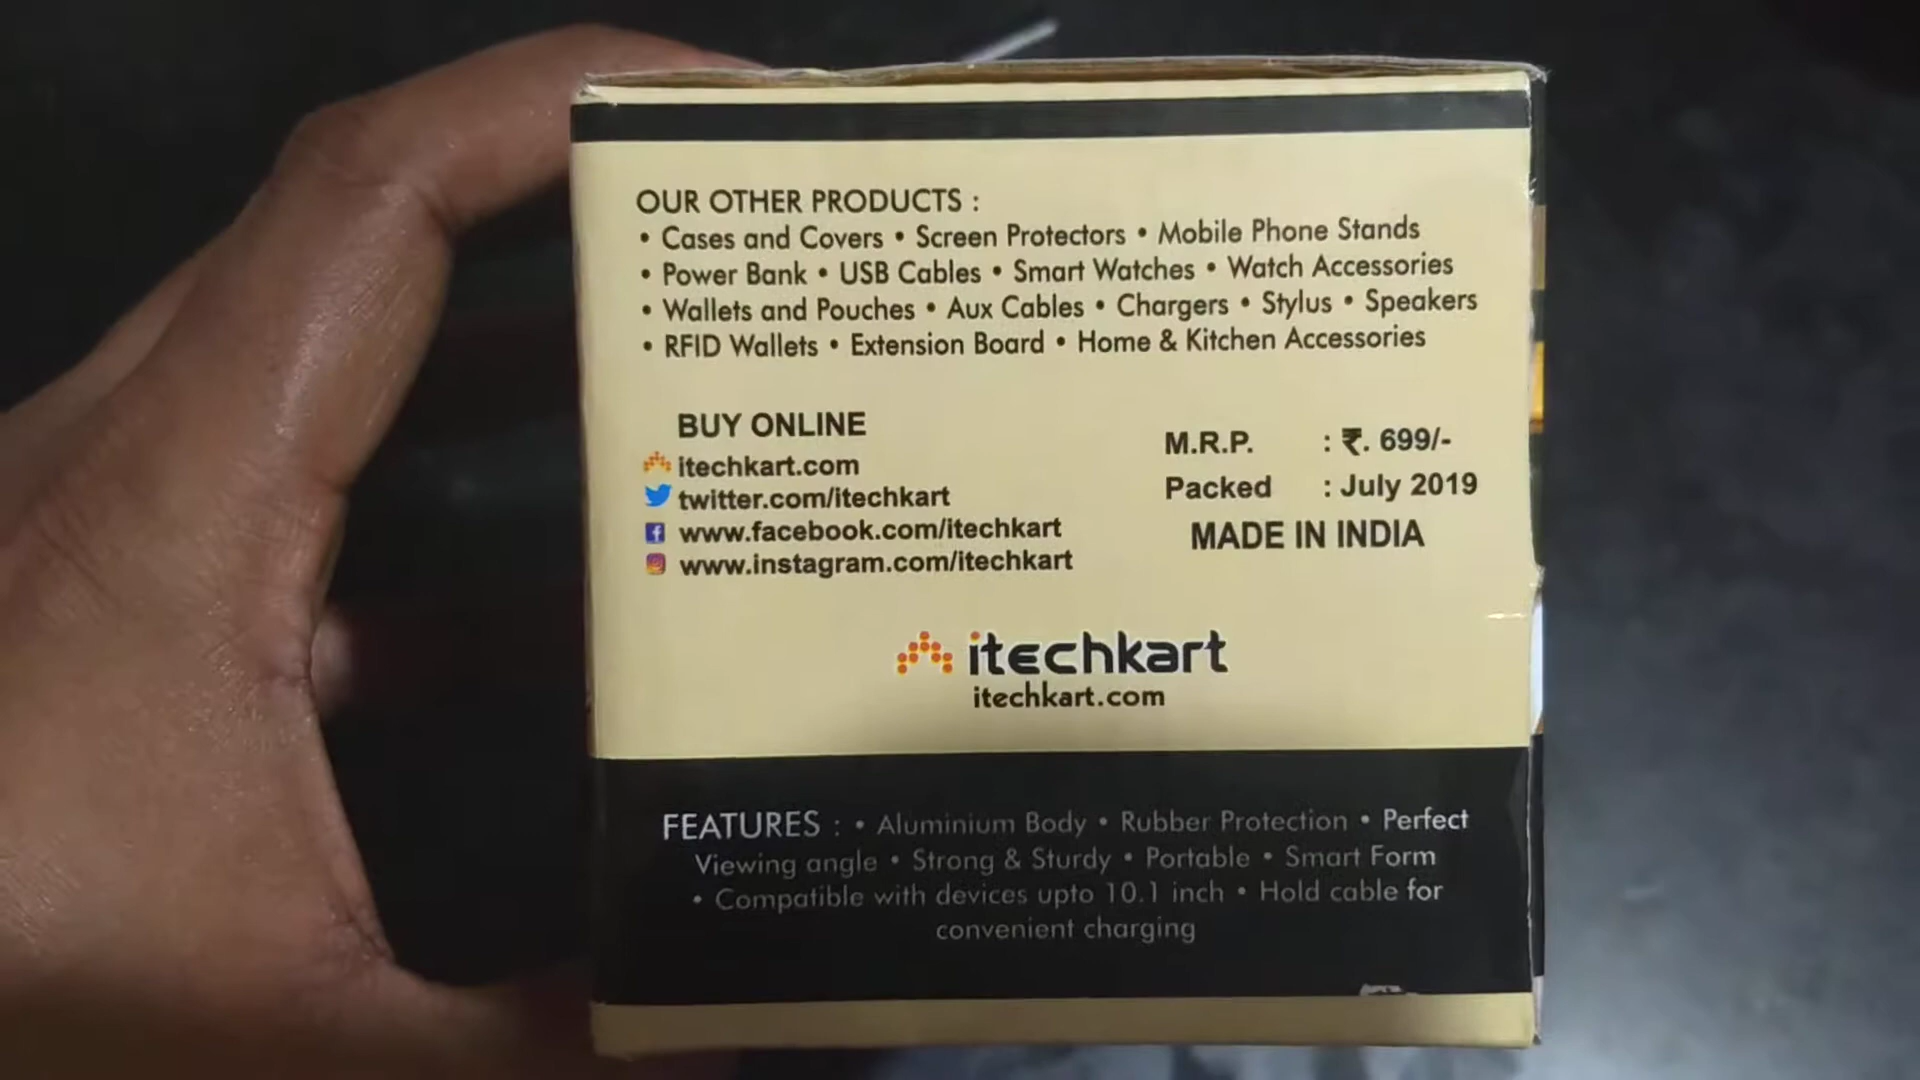 OUR OTHER PRODUCTS :
• Cases and Covers • Screen Protectors • Mobile Phone Stands
• Power Bank • USB Cables • Smart Watches • Watch Accessories
• Wallets and Pouches • Aux Cables • Chargers • Stylus • Speakers
• RFID Wallets • Extension Board • Home & Kitchen Accessories
BUY ONLINE
itechkart.com
twitter.com/itechkart
www.facebook.com/itechkart
www.instagram.com/itechkart
M.R.P. : ₹. 699/-
Packed : July 2019
MADE IN INDIA
itechkart
itechkart.com
FEATURES : • Aluminium Body • Rubber Protection • Perfect
Viewing angle • Strong & Sturdy • Portable • Smart Form
• Compatible with devices upto 10.1 inch • Hold cable for
convenient charging